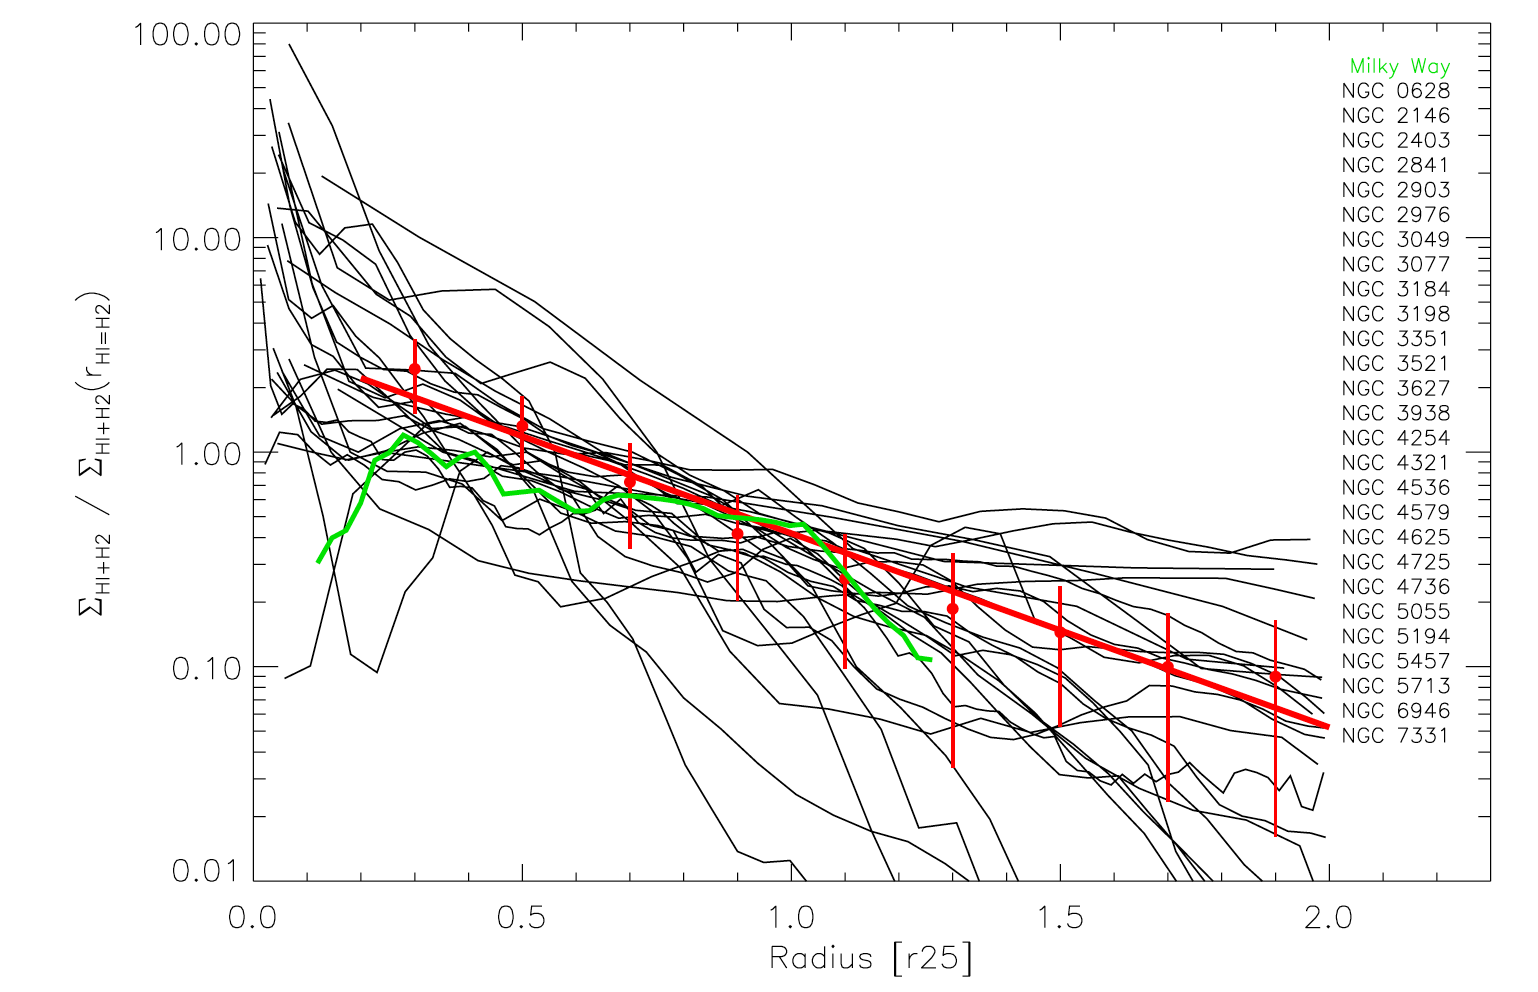 100.00
10.00
1.00
0.10
0.01
Σ_HI+H2 / Σ_HI+H2(r_HI=H2)
Milky Way
NGC 0628
NGC 2146
NGC 2403
NGC 2841
NGC 2903
NGC 2976
NGC 3049
NGC 3077
NGC 3184
NGC 3198
NGC 3351
NGC 3521
NGC 3627
NGC 3938
NGC 4254
NGC 4321
NGC 4536
NGC 4579
NGC 4625
NGC 4725
NGC 4736
NGC 5055
NGC 5194
NGC 5457
NGC 5713
NGC 6946
NGC 7331
0.0 0.5 1.0 1.5 2.0
Radius [r25]